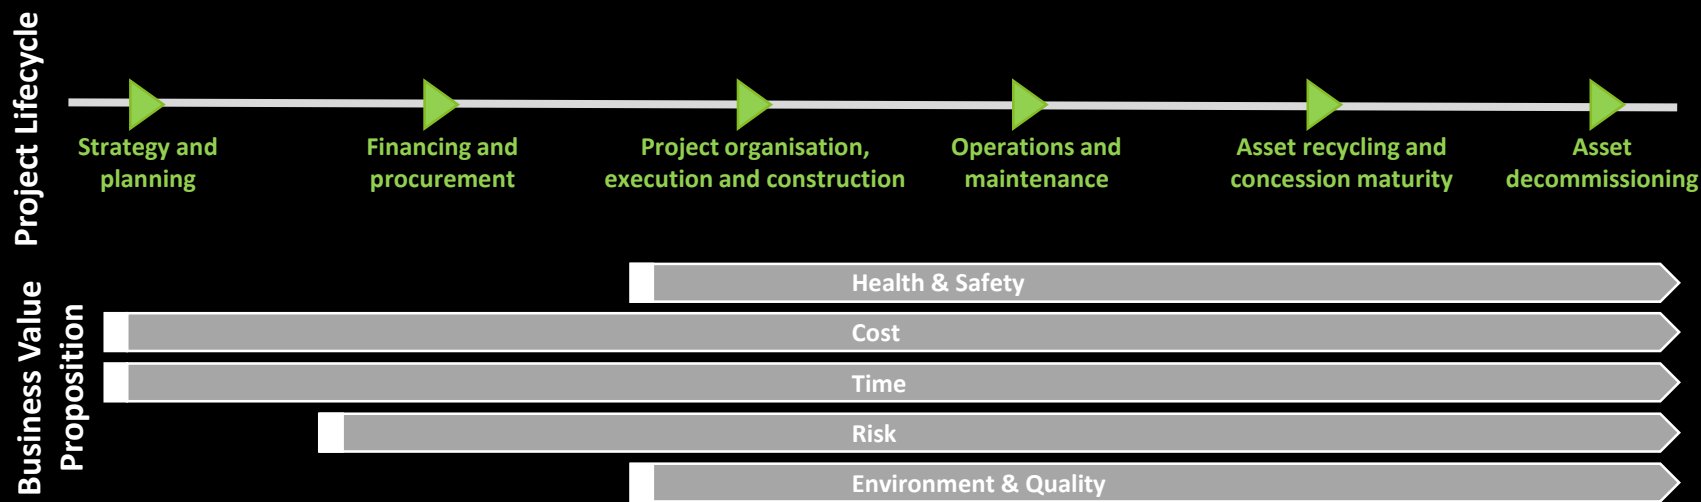 Project Lifecycle
Strategy and
planning
Financing and
procurement
Project organisation,
execution and construction
Operations and
maintenance
Asset recycling and
concession maturity
Asset
decommissioning
Business Value
Proposition
Health & Safety
Cost
Time
Risk
Environment & Quality